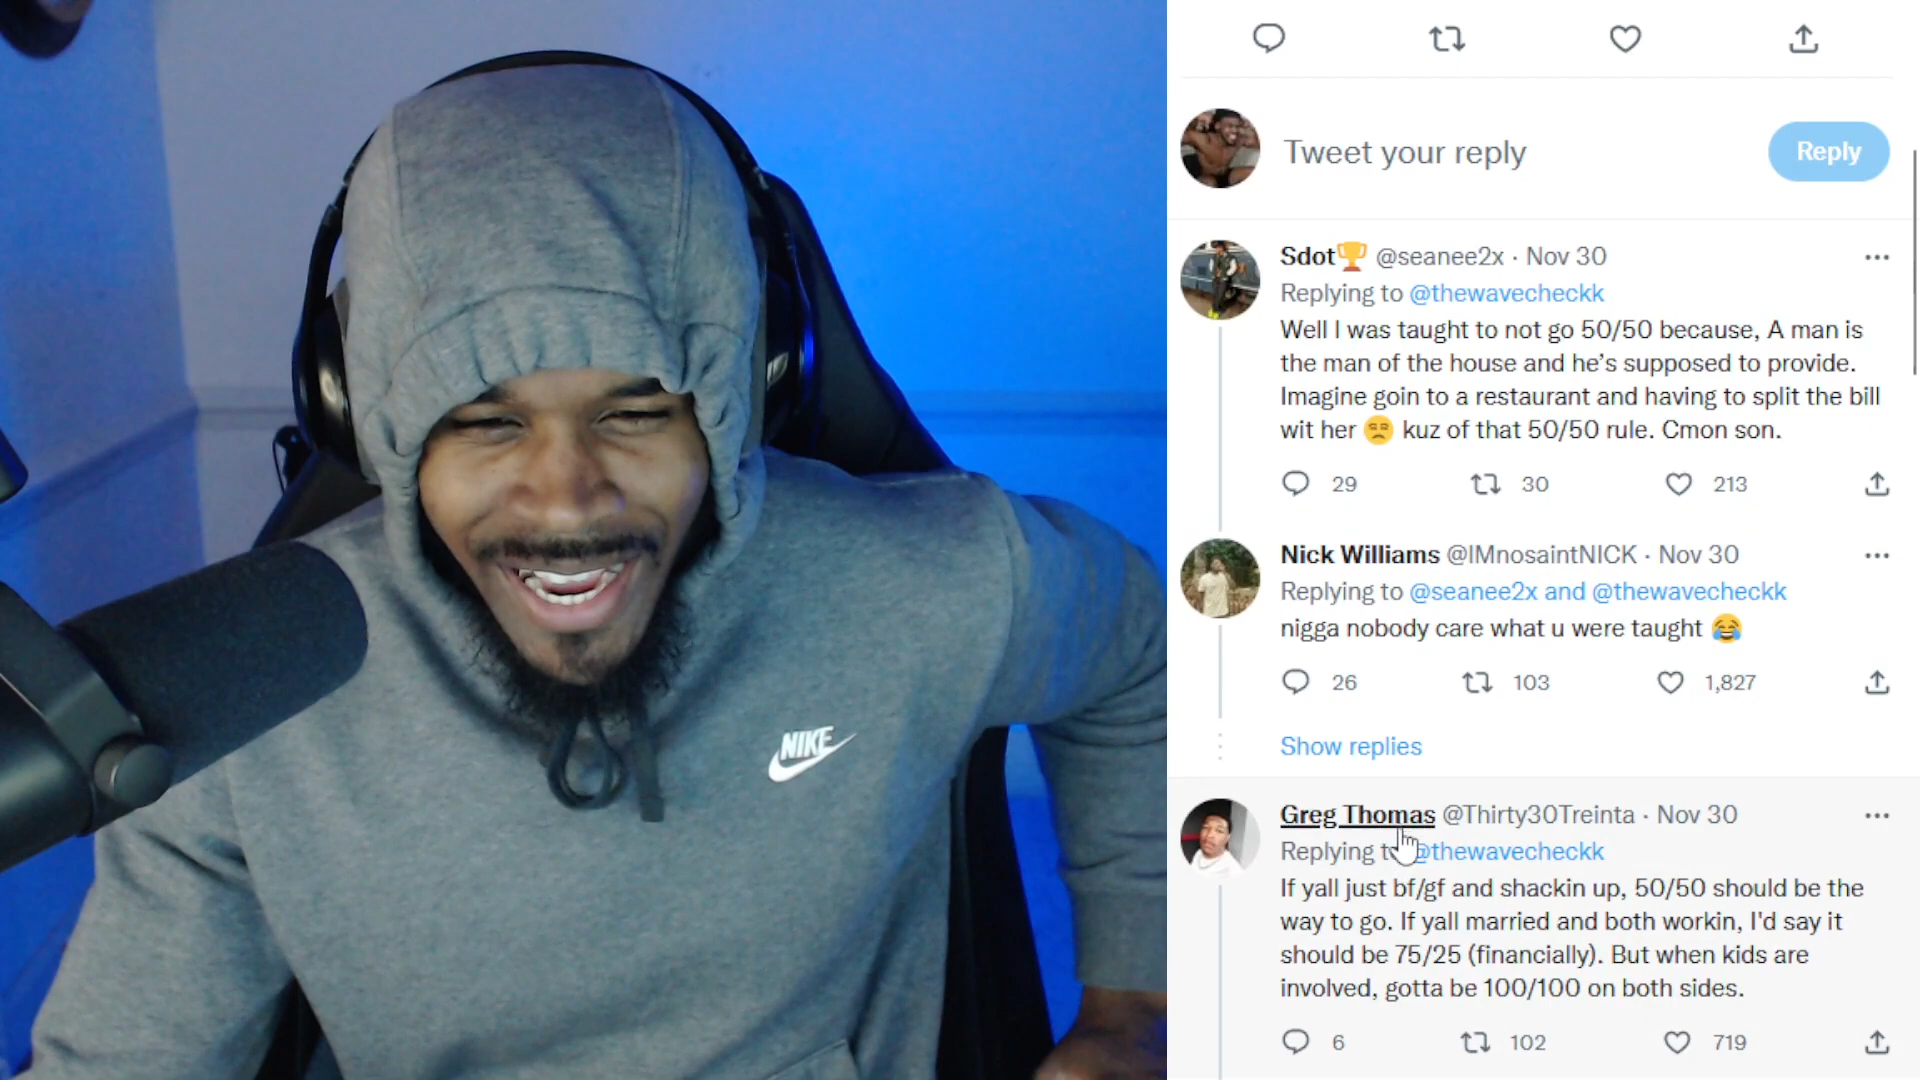 NIKE
Tweet your reply
Reply
Sdot🏆 @seanee2x · Nov 30
Replying to @thewavecheckk
Well I was taught to not go 50/50 because, A man is
the man of the house and he’s supposed to provide.
Imagine goin to a restaurant and having to split the bill
wit her 😒 kuz of that 50/50 rule. Cmon son.
29 30 213
Nick Williams @IMnosaintNICK · Nov 30
Replying to @seanee2x and @thewavecheckk
nigga nobody care what u were taught 😂
26 103 1,827
Show replies
Greg Thomas @Thirty30Treinta · Nov 30
Replying @thewavecheckk
If yall just bf/gf and shackin up, 50/50 should be the
way to go. If yall married and both workin, I'd say it
should be 75/25 (financially). But when kids are
involved, gotta be 100/100 on both sides.
6 102 719